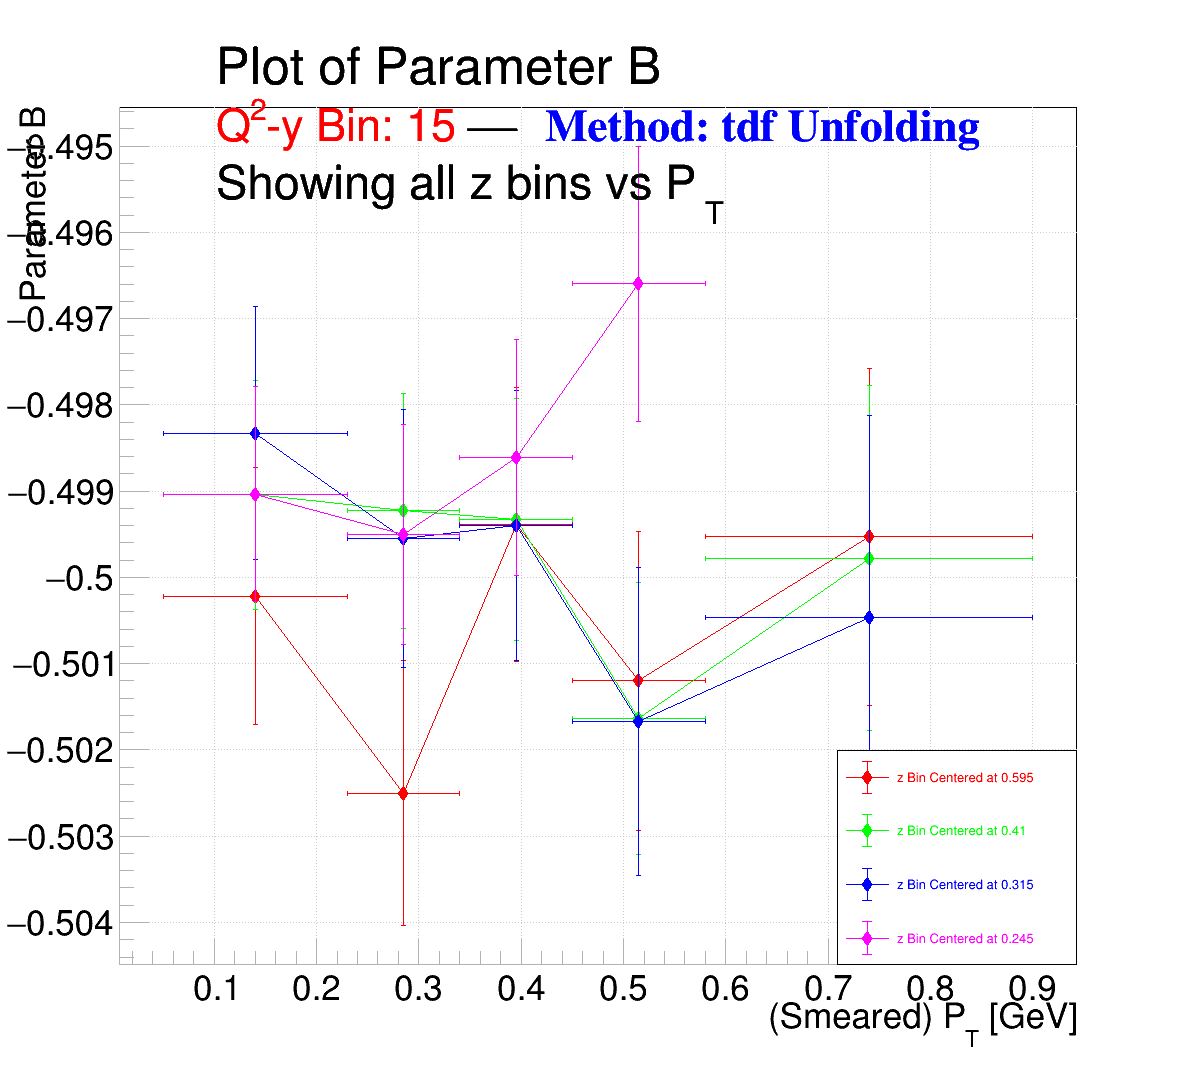 Plot of Parameter B
Q²-y Bin: 15 — Method: tdf Unfolding
Showing all z bins vs P_T
Parameter B
−0.495
−0.496
−0.497
−0.498
−0.499
−0.5
−0.501
−0.502
−0.503
−0.504
z Bin Centered at 0.595
z Bin Centered at 0.41
z Bin Centered at 0.315
z Bin Centered at 0.245
0.1 0.2 0.3 0.4 0.5 0.6 0.7 0.8 0.9
(Smeared) P_T [GeV]